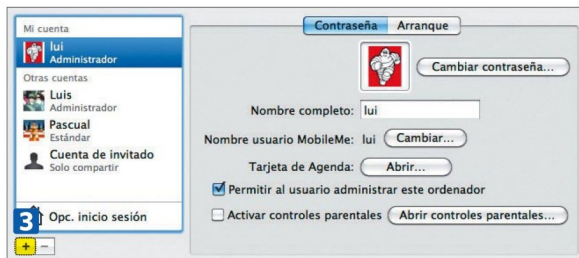 Mi cuenta
lui
Administrador
Otras cuentas
Luis
Administrador
Pascual
Estándar
Cuenta de invitado
Solo compartir
Opc. inicio sesión
3
+ −
Contraseña Arranque
Cambiar contraseña...
Nombre completo: lui
Nombre usuario MobileMe: lui Cambiar...
Tarjeta de Agenda: Abrir...
Permitir al usuario administrar este ordenador
Activar controles parentales Abrir controles parentales...